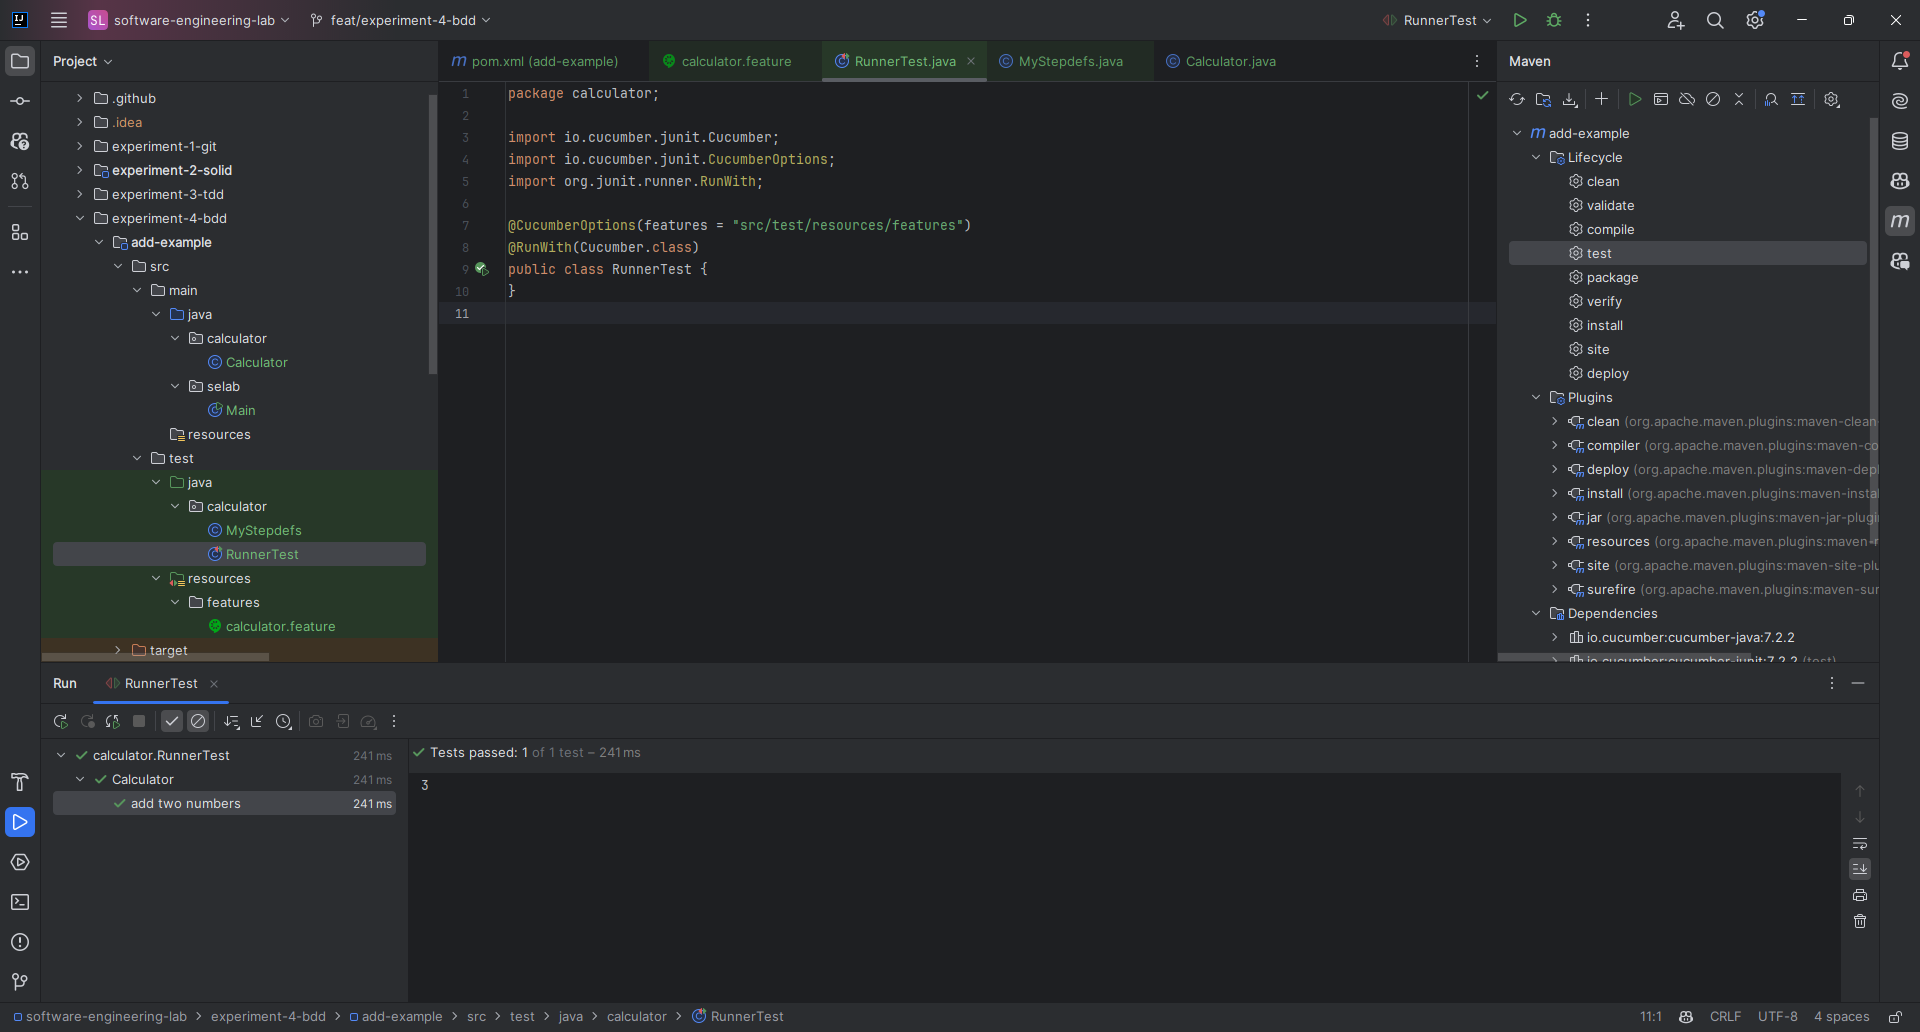 SL software-engineering-lab feat/experiment-4-bdd RunnerTest
Project
.github
.idea
experiment-1-git
experiment-2-solid
experiment-3-tdd
experiment-4-bdd
add-example
src
main
java
calculator
Calculator
selab
Main
resources
test
java
calculator
MyStepdefs
RunnerTest
resources
features
calculator.feature
target
pom.xml (add-example) calculator.feature RunnerTest.java MyStepdefs.java Calculator.java
1 package calculator;
2
3 import io.cucumber.junit.Cucumber;
4 import io.cucumber.junit.CucumberOptions;
5 import org.junit.runner.RunWith;
6
7 @CucumberOptions(features = "src/test/resources/features")
8 @RunWith(Cucumber.class)
9 public class RunnerTest {
10 }
11
Maven
add-example
Lifecycle
clean
validate
compile
test
package
verify
install
site
deploy
Plugins
clean (org.apache.maven.plugins:maven-clean-
compiler (org.apache.maven.plugins:maven-co
deploy (org.apache.maven.plugins:maven-depl
install (org.apache.maven.plugins:maven-instal
jar (org.apache.maven.plugins:maven-jar-plugi
resources (org.apache.maven.plugins:maven-r
site (org.apache.maven.plugins:maven-site-plu
surefire (org.apache.maven.plugins:maven-sur
Dependencies
io.cucumber:cucumber-java:7.2.2
io.cucumber:cucumber-junit:7.2.2 (test)
Run RunnerTest
calculator.RunnerTest 241 ms
Calculator 241 ms
add two numbers 241 ms
Tests passed: 1 of 1 test – 241 ms
3
software-engineering-lab > experiment-4-bdd > add-example > src > test > java > calculator > RunnerTest
11:1 CRLF UTF-8 4 spaces